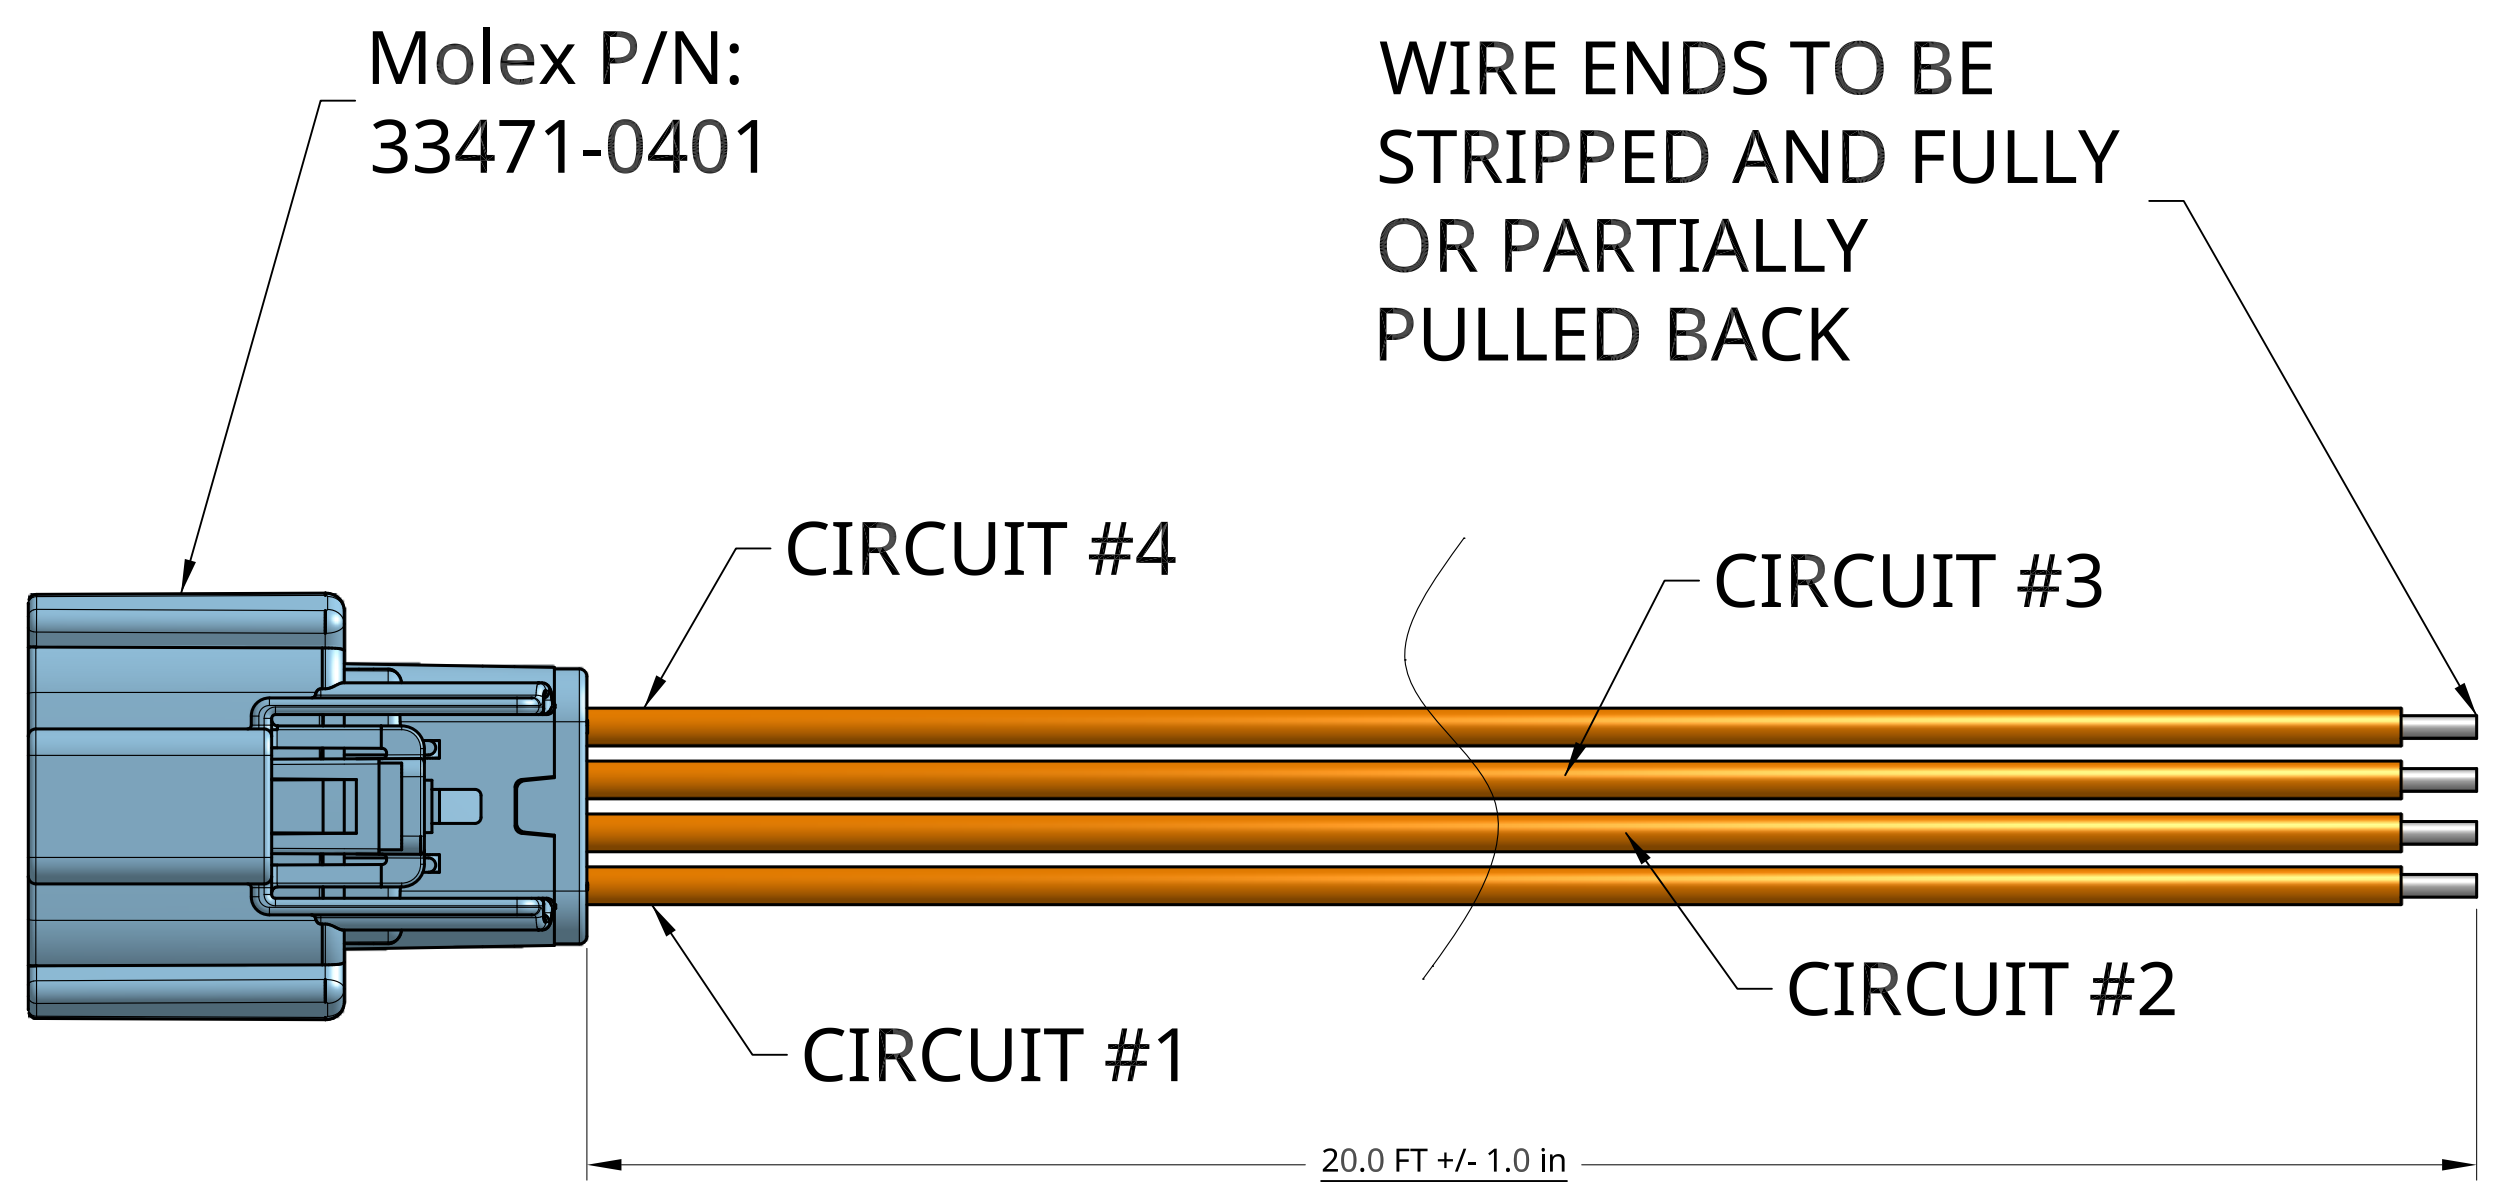 Molex P/N:
33471-0401
WIRE ENDS TO BE
STRIPPED AND FULLY
OR PARTIALLY
PULLED BACK
CIRCUIT #4
CIRCUIT #3
CIRCUIT #2
CIRCUIT #1
20.0 FT +/- 1.0 in